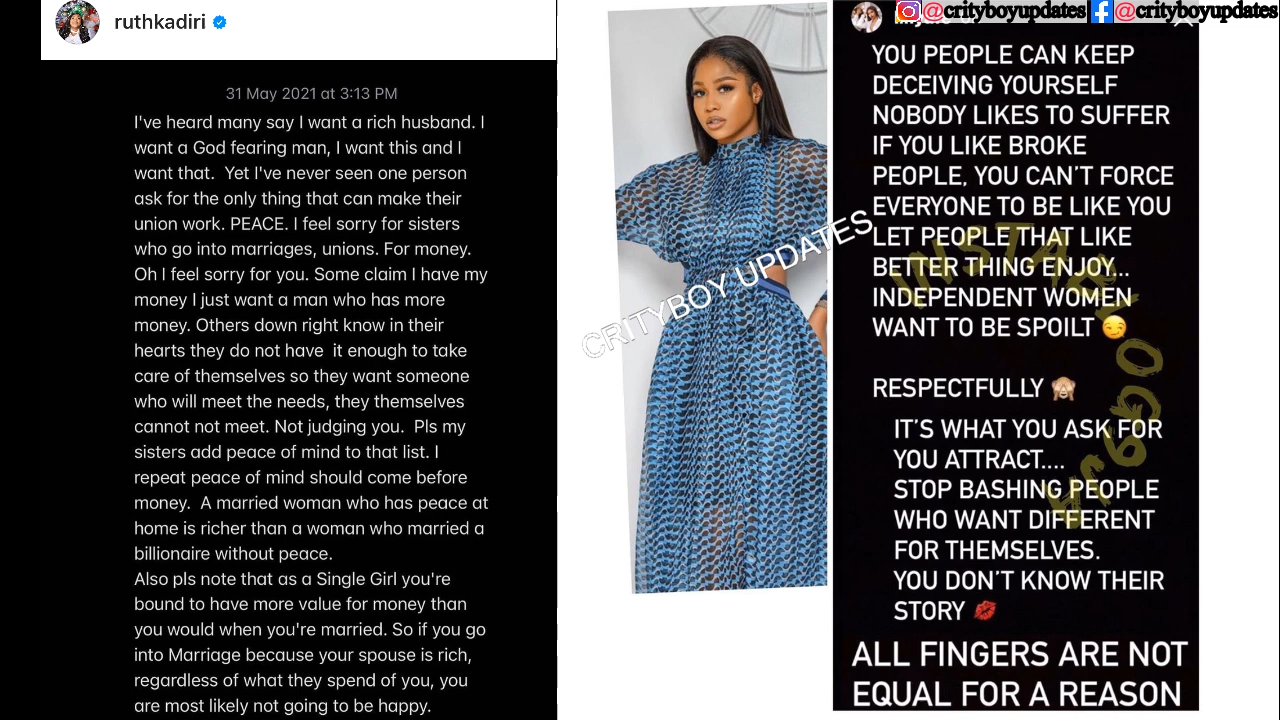 ruthkadiri
31 May 2021 at 3:13 PM
I've heard many say I want a rich husband. I
want a God fearing man, I want this and I
want that. Yet I've never seen one person
ask for the only thing that can make their
union work. PEACE. I feel sorry for sisters
who go into marriages, unions. For money.
Oh I feel sorry for you. Some claim I have my
money I just want a man who has more
money. Others down right know in their
hearts they do not have it enough to take
care of themselves so they want someone
who will meet the needs, they themselves
cannot not meet. Not judging you. Pls my
sisters add peace of mind to that list. I
repeat peace of mind should come before
money. A married woman who has peace at
home is richer than a woman who married a
billionaire without peace.
Also pls note that as a Single Girl you're
bound to have more value for money than
you would when you're married. So if you go
into Marriage because your spouse is rich,
regardless of what they spend of you, you
are most likely not going to be happy.
CRITYBOY UPDATES
@crityboyupdates @crityboyupdates
YOU PEOPLE CAN KEEP
DECEIVING YOURSELF
NOBODY LIKES TO SUFFER
IF YOU LIKE BROKE
PEOPLE, YOU CAN'T FORCE
EVERYONE TO BE LIKE YOU
LET PEOPLE THAT LIKE
BETTER THING ENJOY...
INDEPENDENT WOMEN
WANT TO BE SPOILT 😏
RESPECTFULLY 🙈
IT'S WHAT YOU ASK FOR
YOU ATTRACT....
STOP BASHING PEOPLE
WHO WANT DIFFERENT
FOR THEMSELVES.
YOU DON'T KNOW THEIR
STORY 💋
ALL FINGERS ARE NOT
EQUAL FOR A REASON